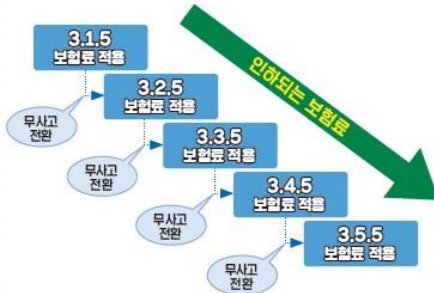 3.1.5
보험료 적용
인하되는 보험료
무사고
전환
3.2.5
보험료 적용
무사고
전환
3.3.5
보험료 적용
무사고
전환
3.4.5
보험료 적용
무사고
전환
3.5.5
보험료 적용